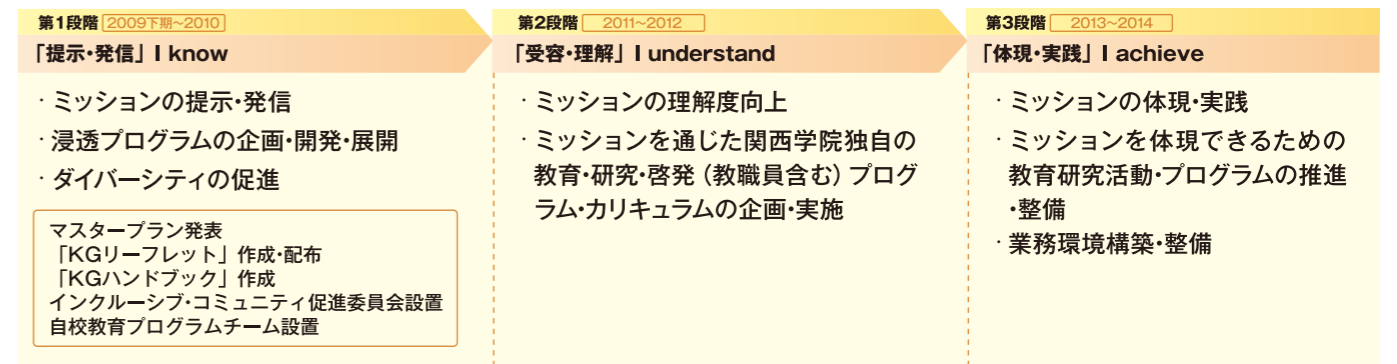 第1段階 2009下期~2010
「提示・発信」I know
・ミッションの提示・発信
・浸透プログラムの企画・開発・展開
・ダイバーシティの促進
マスタープラン発表
「KGリーフレット」作成・配布
「KGハンドブック」作成
インクルーシブ・コミュニティ促進委員会設置
自校教育プログラムチーム設置
第2段階 2011~2012
「受容・理解」I understand
・ミッションの理解度向上
・ミッションを通じた関西学院独自の
教育・研究・啓発（教職員含む）プログ
ラム・カリキュラムの企画・実施
第3段階 2013~2014
「体現・実践」I achieve
・ミッションの体現・実践
・ミッションを体現できるための
教育研究活動・プログラムの推進
・整備
・業務環境構築・整備